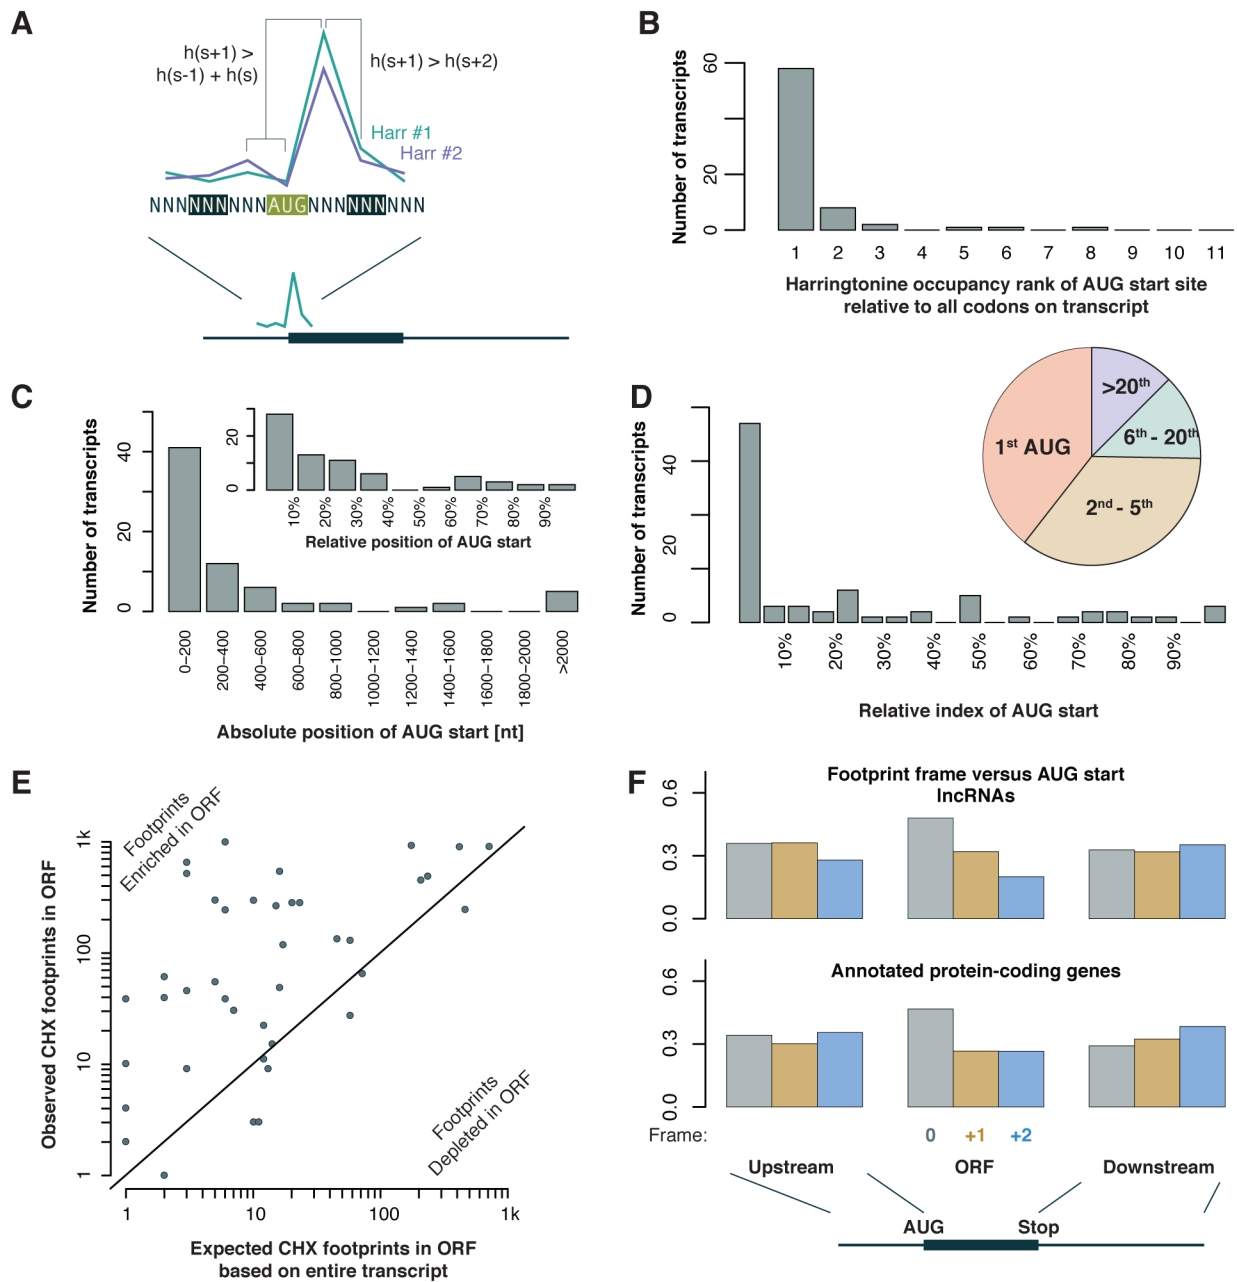 A
h(s+1) >
h(s-1) + h(s)
h(s+1) > h(s+2)
Harr #1
Harr #2
NNNNNNNNNAUGNNNNNNNNN
B
Number of transcripts
60
20
0
1 2 3 4 5 6 7 8 9 10 11
Harringtonine occupancy rank of AUG start site
relative to all codons on transcript
C
Number of transcripts
40
20
0
20
0
10% 20% 30% 40% 50% 60% 70% 80% 90%
Relative position of AUG start
0–200 200–400 400–600 600–800 800–1000 1000–1200 1200–1400 1400–1600 1600–1800 1800–2000 >2000
Absolute position of AUG start [nt]
D
Number of transcripts
40
20
0
>20th
6th - 20th
1st AUG
2nd - 5th
10% 20% 30% 40% 50% 60% 70% 80% 90%
Relative index of AUG start
E
Footprints
Enriched in ORF
Observed CHX footprints in ORF
1k
100
10
1
Footprints
Depleted in ORF
1 10 100 1k
Expected CHX footprints in ORF
based on entire transcript
F
Footprint frame versus AUG start
lncRNAs
0.6
0.3
0.0
Annotated protein-coding genes
0.6
0.3
0.0
Frame: 0 +1 +2
Upstream ORF Downstream
AUG Stop